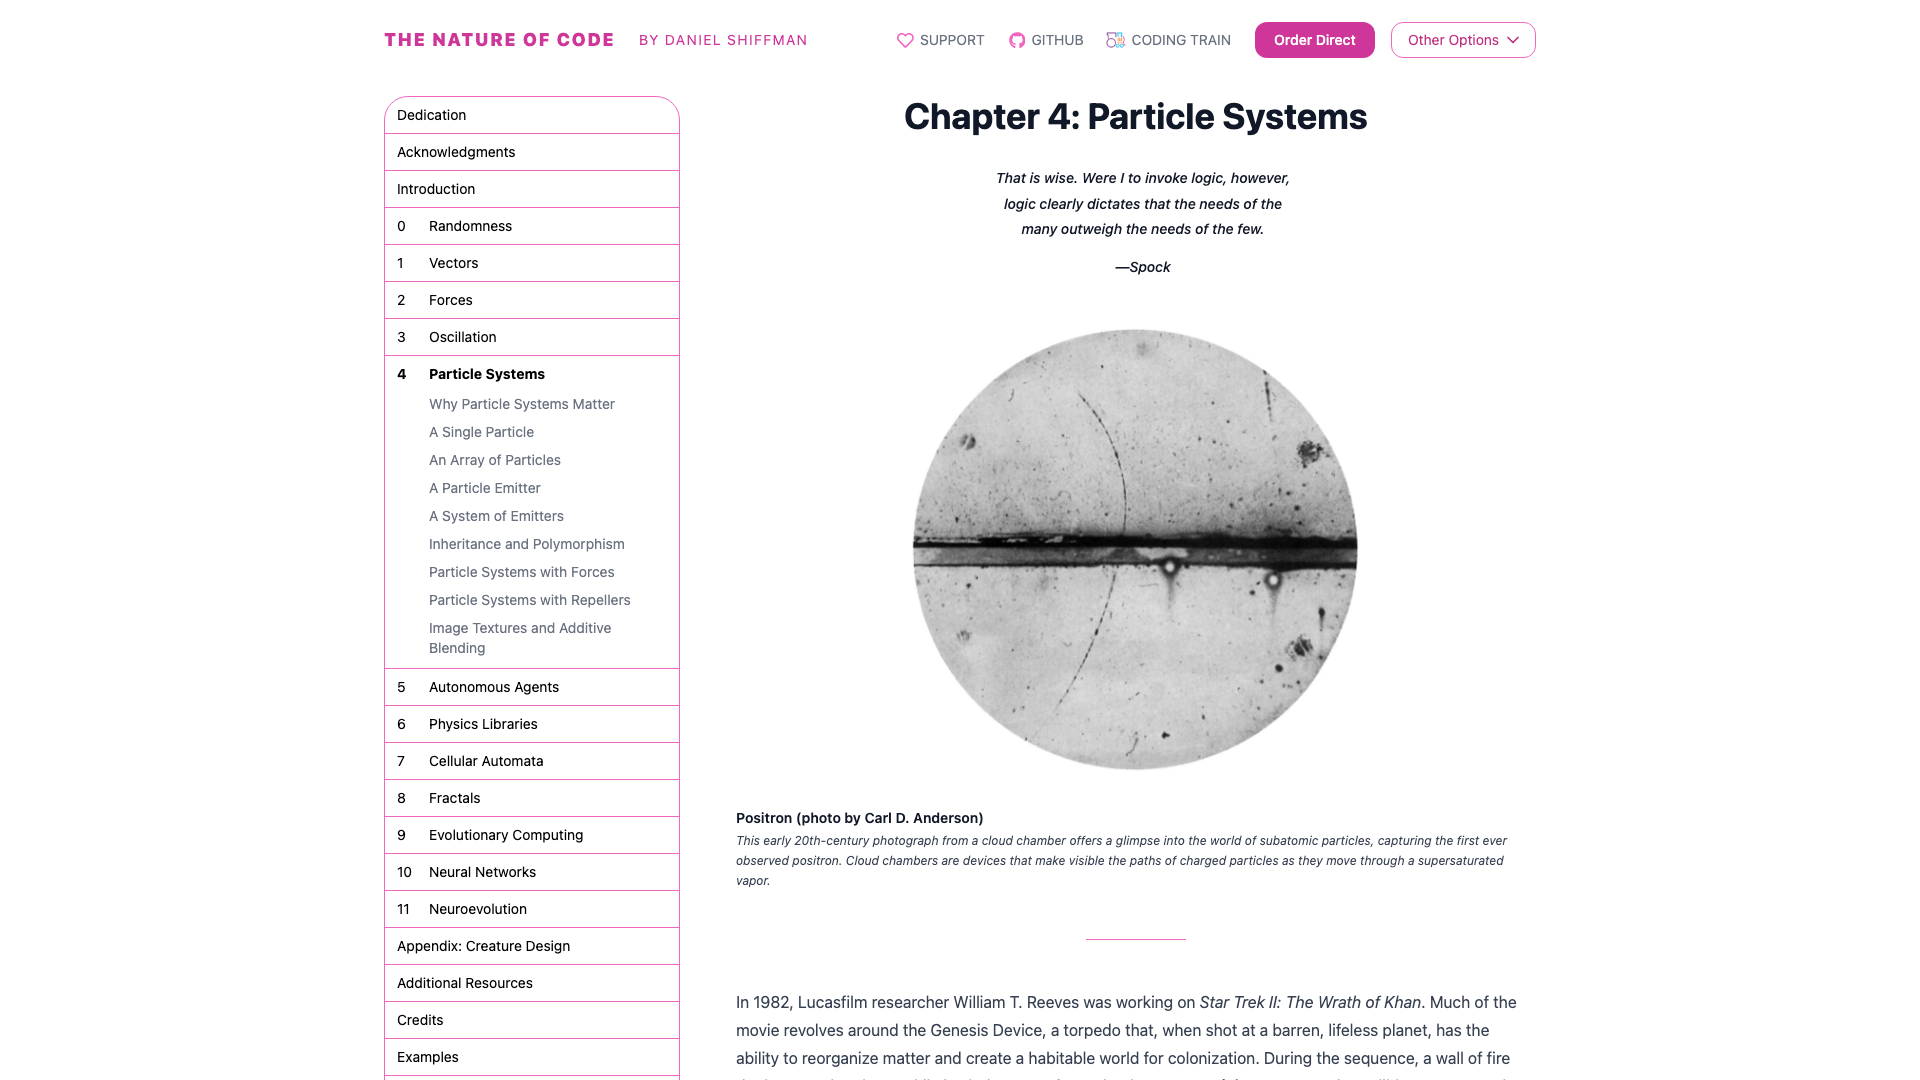 THE NATURE OF CODE BY DANIEL SHIFFMAN
SUPPORT GITHUB CODING TRAIN Order Direct Other Options
Dedication
Acknowledgments
Introduction
0 Randomness
1 Vectors
2 Forces
3 Oscillation
4 Particle Systems
Why Particle Systems Matter
A Single Particle
An Array of Particles
A Particle Emitter
A System of Emitters
Inheritance and Polymorphism
Particle Systems with Forces
Particle Systems with Repellers
Image Textures and Additive
Blending
5 Autonomous Agents
6 Physics Libraries
7 Cellular Automata
8 Fractals
9 Evolutionary Computing
10 Neural Networks
11 Neuroevolution
Appendix: Creature Design
Additional Resources
Credits
Examples
Chapter 4: Particle Systems
That is wise. Were I to invoke logic, however,
logic clearly dictates that the needs of the
many outweigh the needs of the few.
—Spock
Positron (photo by Carl D. Anderson)
This early 20th-century photograph from a cloud chamber offers a glimpse into the world of subatomic particles, capturing the first ever
observed positron. Cloud chambers are devices that make visible the paths of charged particles as they move through a supersaturated
vapor.
In 1982, Lucasfilm researcher William T. Reeves was working on Star Trek II: The Wrath of Khan. Much of the
movie revolves around the Genesis Device, a torpedo that, when shot at a barren, lifeless planet, has the
ability to reorganize matter and create a habitable world for colonization. During the sequence, a wall of fire